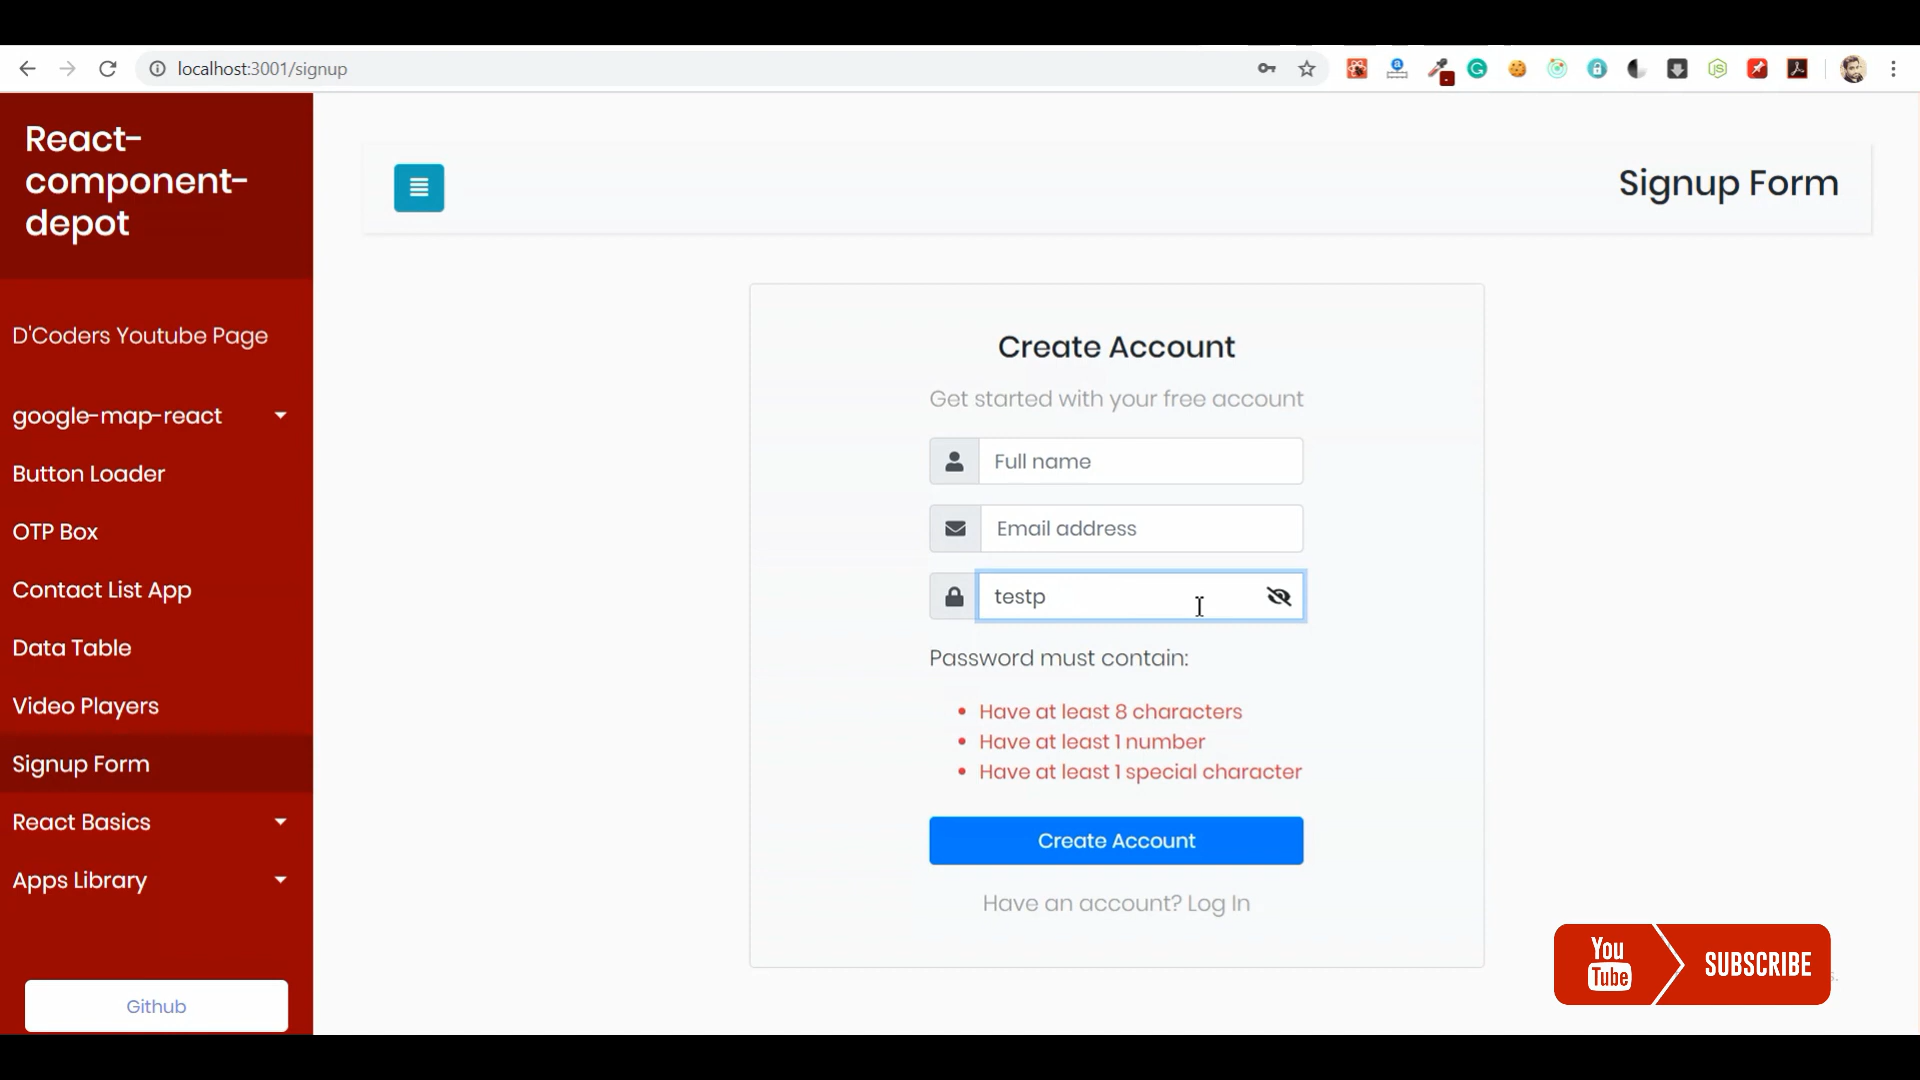 localhost:3001/signup
React-
component-
depot
D'Coders Youtube Page
google-map-react
Button Loader
OTP Box
Contact List App
Data Table
Video Players
Signup Form
React Basics
Apps Library
Github
Signup Form
Create Account
Get started with your free account
Full name
Email address
testp
Password must contain:
Have at least 8 characters
Have at least 1 number
Have at least 1 special character
Create Account
Have an account? Log In
You
Tube
SUBSCRIBE